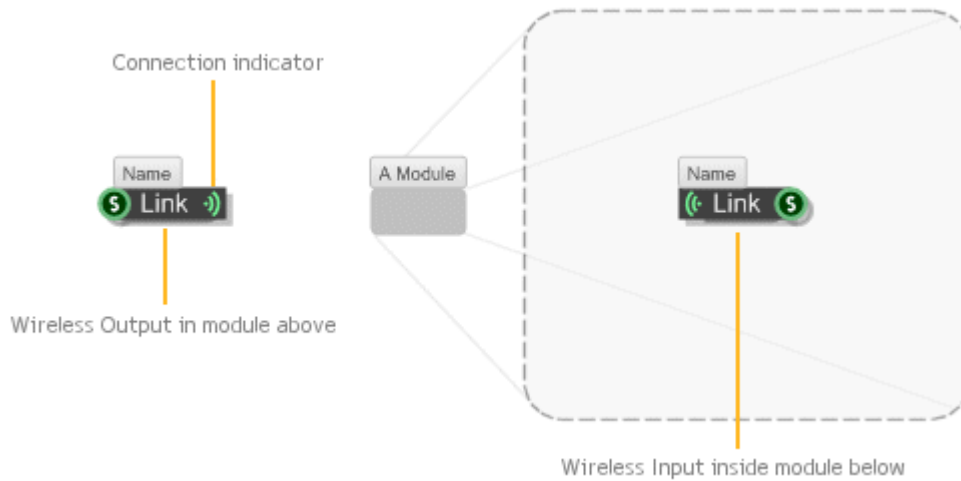 Connection indicator
Name
S Link
A Module
Name
Link S
Wireless Output in module above
Wireless Input inside module below